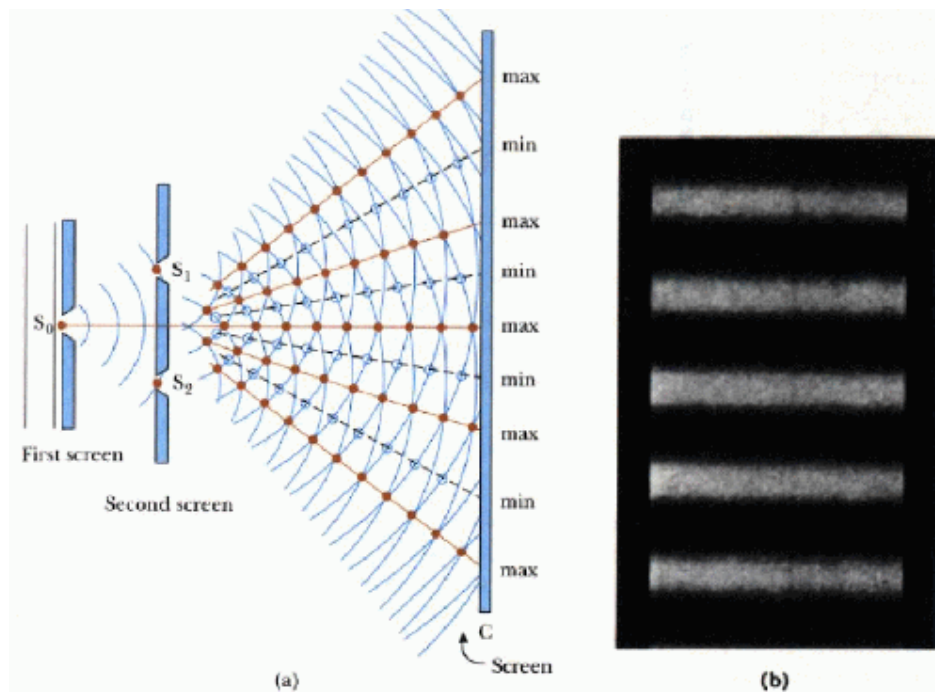 max
min
max
min
max
min
max
min
max
S₀
S₁
S₂
First screen
Second screen
C
Screen
(a)
(b)